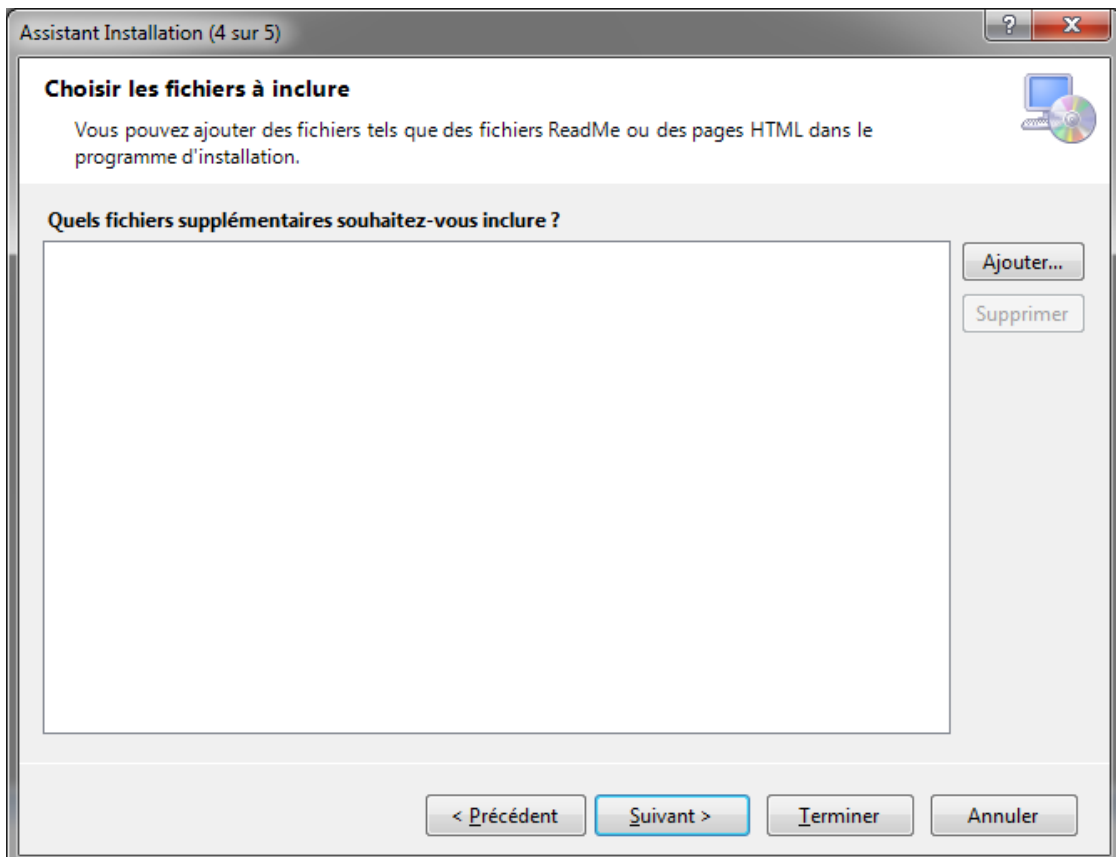 Assistant Installation (4 sur 5)
?
Choisir les fichiers à inclure
Vous pouvez ajouter des fichiers tels que des fichiers ReadMe ou des pages HTML dans le
programme d'installation.
Quels fichiers supplémentaires souhaitez-vous inclure ?
Ajouter...
Supprimer
< Précédent
Suivant >
Terminer
Annuler